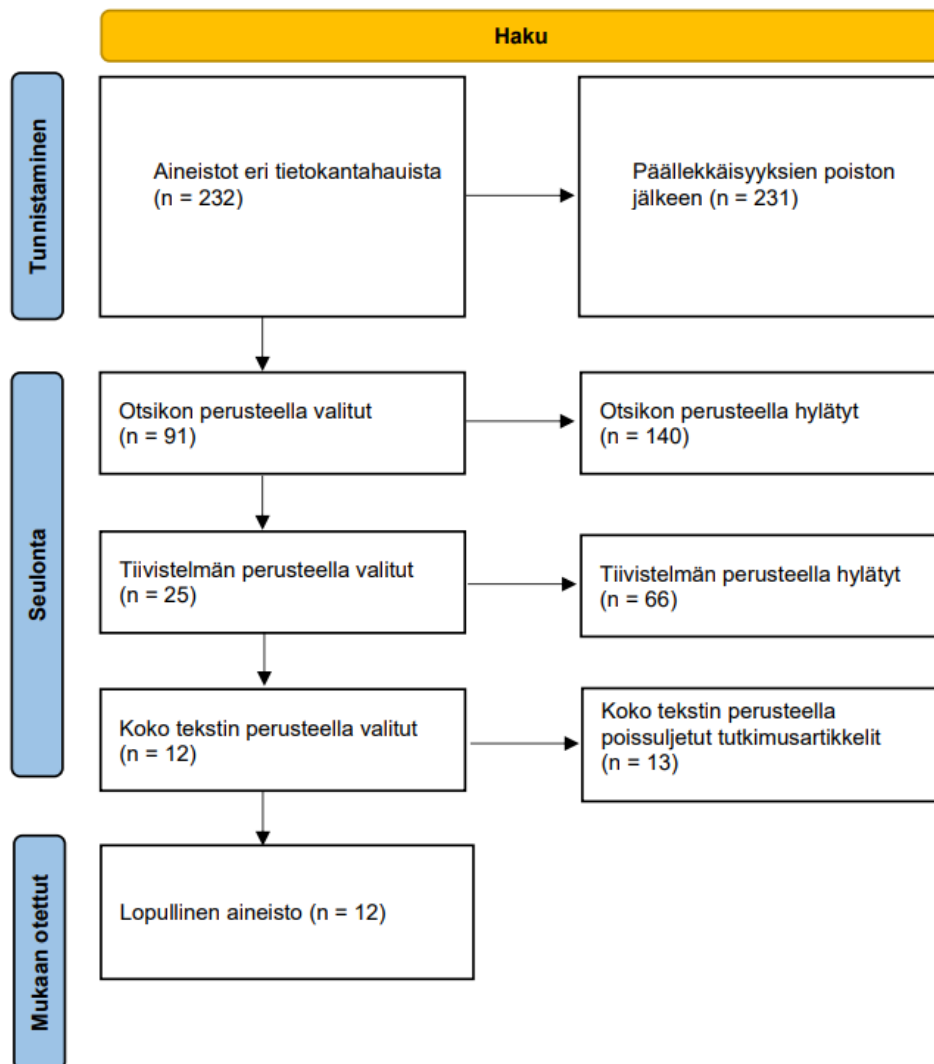 Haku
Tunnistaminen
Aineistot eri tietokantahauista
(n = 232)
Päällekkäisyyksien poiston
jälkeen (n = 231)
Seulonta
Otsikon perusteella valitut
(n = 91)
Otsikon perusteella hylätyt
(n = 140)
Tiivistelmän perusteella valitut
(n = 25)
Tiivistelmän perusteella hylätyt
(n = 66)
Koko tekstin perusteella valitut
(n = 12)
Koko tekstin perusteella
poissuljetut tutkimusartikkelit
(n = 13)
Mukaan otettut
Lopullinen aineisto (n = 12)